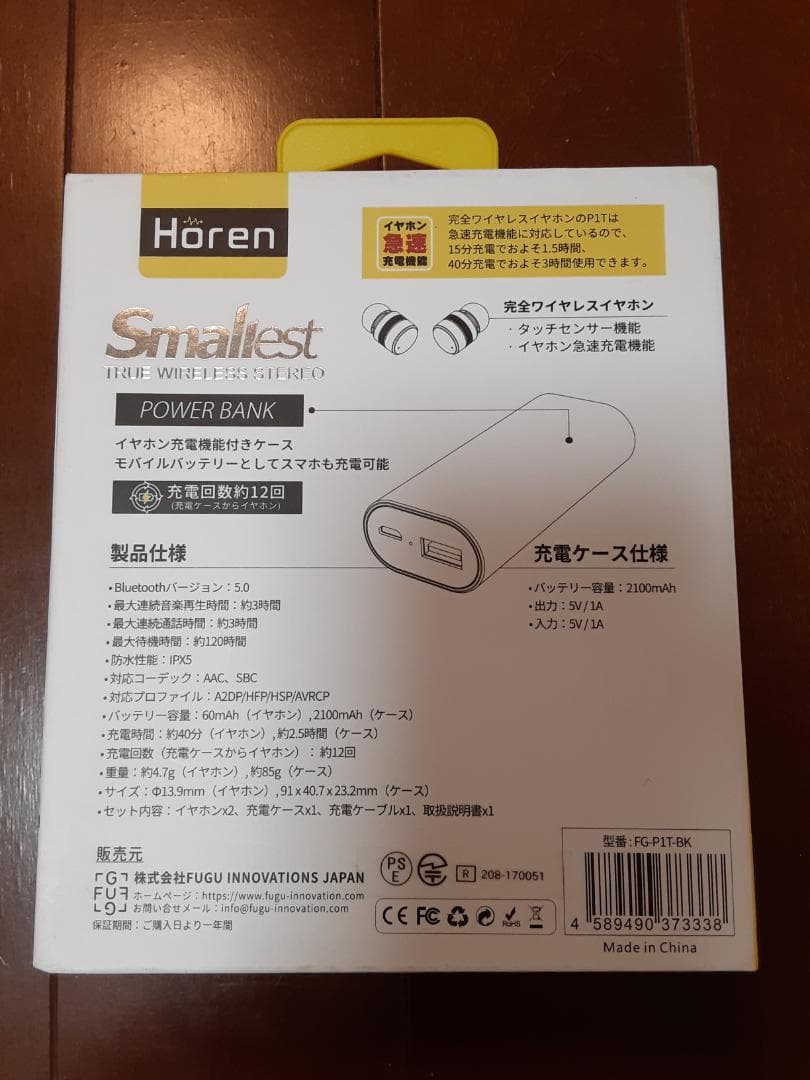 Hören
イヤホン
急速
充電機能
完全ワイヤレスイヤホンのP1Tは
急速充電機能に対応しているので、
15分充電でおよそ1.5時間、
40分充電でおよそ3時間使用できます。
Smallest
TRUE WIRELESS STEREO
完全ワイヤレスイヤホン
・タッチセンサー機能
・イヤホン急速充電機能
POWER BANK
イヤホン充電機能付きケース
モバイルバッテリーとしてスマホも充電可能
充電回数約12回
(充電ケースからイヤホン)
製品仕様
•Bluetoothバージョン：5.0
•最大連続音楽再生時間：約3時間
•最大連続通話時間：約3時間
•最大待機時間：約120時間
•防水性能：IPX5
•対応コーデック：AAC、SBC
•対応プロファイル：A2DP/HFP/HSP/AVRCP
•バッテリー容量：60mAh（イヤホン）,2100mAh（ケース）
•充電時間：約40分（イヤホン）,約2.5時間（ケース）
•充電回数（充電ケースからイヤホン）：約12回
•重量：約4.7g（イヤホン）,約85g（ケース）
•サイズ：Φ13.9mm（イヤホン）, 91 x 40.7 x 23.2mm（ケース）
•セット内容：イヤホンx2、充電ケースx1、充電ケーブルx1、取扱説明書x1
充電ケース仕様
•バッテリー容量：2100mAh
•出力：5V / 1A
•入力：5V / 1A
販売元
FUGU
株式会社FUGU INNOVATIONS JAPAN
ホームページ：https://www.fugu-innovation.com
お問い合せメール：info@fugu-innovation.com
保証期間：ご購入日より一年間
PSE
R 208-170051
CE FC RoHS
型番：FG-P1T-BK
4 589490 373338
Made in China